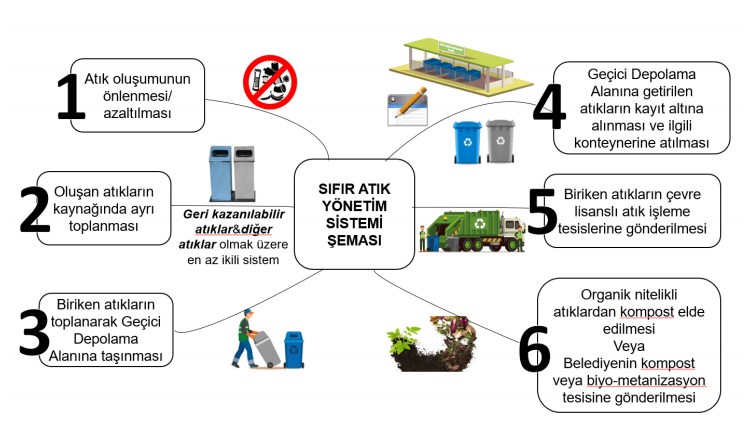 1
Atık oluşumunun
önlenmesi/
azaltılması
2
Oluşan atıkların
kaynağında ayrı
toplanması
Geri kazanılabilir
atıklar&diğer
atıklar olmak üzere
en az ikili sistem
3
Biriken atıkların
toplanarak Geçici
Depolama
Alanına taşınması
SIFIR ATIK
YÖNETİM
SİSTEMİ
ŞEMASI
4
Geçici Depolama
Alanına getirilen
atıkların kayıt altına
alınması ve ilgili
konteynerine atılması
5
Biriken atıkların çevre
lisanslı atık işleme
tesislerine gönderilmesi
6
Organik nitelikli
atıklardan kompost elde
edilmesi
Veya
Belediyenin kompost
veya biyo-metanizasyon
tesisine gönderilmesi